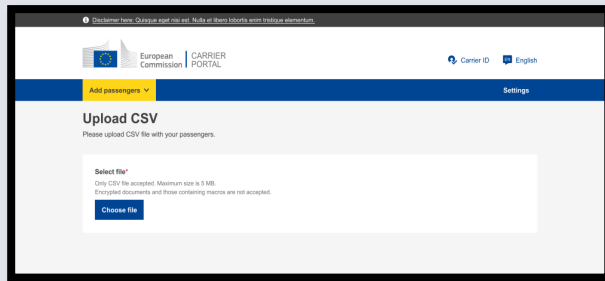 Disclaimer here: Quisque eget nisi est. Nulla et libero lobortis enim tristique elementum.
European Commission
CARRIER PORTAL
Carrier ID
EN English
Add passengers
Settings
Upload CSV
Please upload CSV file with your passengers.
Select file*
Only CSV file accepted. Maximum size is 5 MB.
Encrypted documents and those containing macros are not accepted.
Choose file